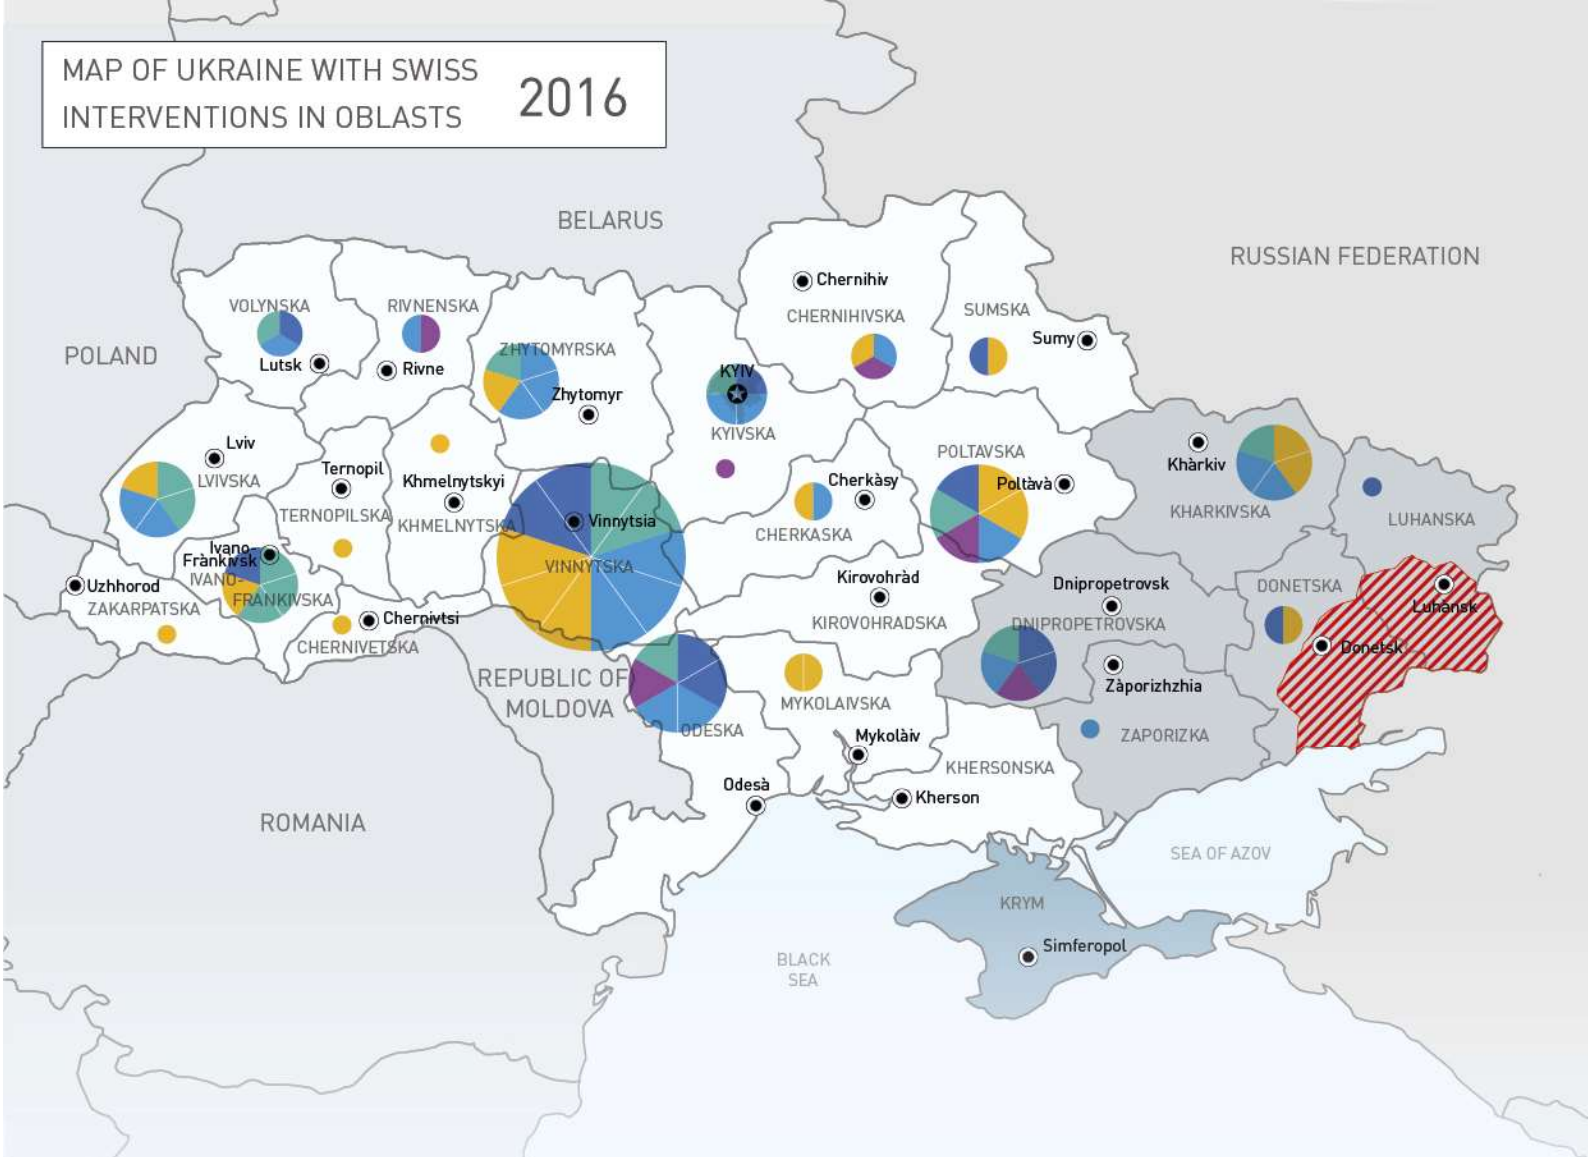 MAP OF UKRAINE WITH SWISS
INTERVENTIONS IN OBLASTS
2016
BELARUS
RUSSIAN FEDERATION
POLAND
Chernihiv
CHERNIHIVSKA
SUMSKA
Sumy
VOLYNSKA
Lutsk
RIVNENSKA
Rivne
ZHYTOMYRSKA
Zhytomyr
KYIV
KYIVSKA
Lviv
LVIVSKA
Ternopil
TERNOPILSKA
Khmelnytskyi
KHMELNYTSKA
Vinnytsia
VINNYTSKA
Cherkàsy
CHERKASKA
POLTAVSKA
Poltàvà
Khàrkiv
KHARKIVSKA
LUHANSKA
Luhànsk
Ivano-
Frànkivsk
IVANO-
FRANKIVSKA
Uzhhorod
ZAKARPATSKA
Chernivtsi
CHERNIVETSKA
Kirovohràd
KIROVOHRADSKA
Dnipropetrovsk
DNIPROPETROVSKA
DONETSKA
Donetsk
Zàporizhzhia
ZAPORIZKA
REPUBLIC OF
MOLDOVA
ODESKA
MYKOLAIVSKA
Mykolàiv
KHERSONSKA
Odesà
Kherson
ROMANIA
SEA OF AZOV
KRYM
Simferopol
BLACK
SEA